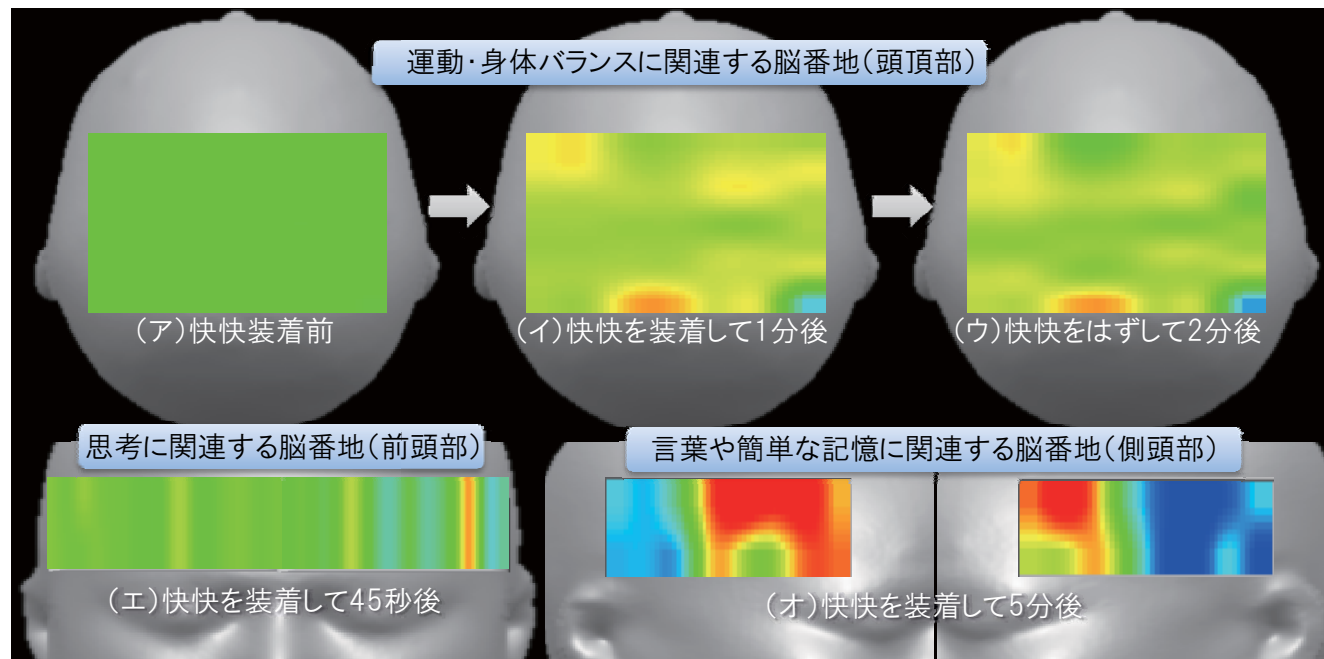 運動・身体バランスに関連する脳番地(頭頂部)
(ア)快快装着前
(イ)快快を装着して1分後
(ウ)快快をはずして2分後
思考に関連する脳番地(前頭部)
言葉や簡単な記憶に関連する脳番地(側頭部)
(エ)快快を装着して45秒後
(オ)快快を装着して5分後